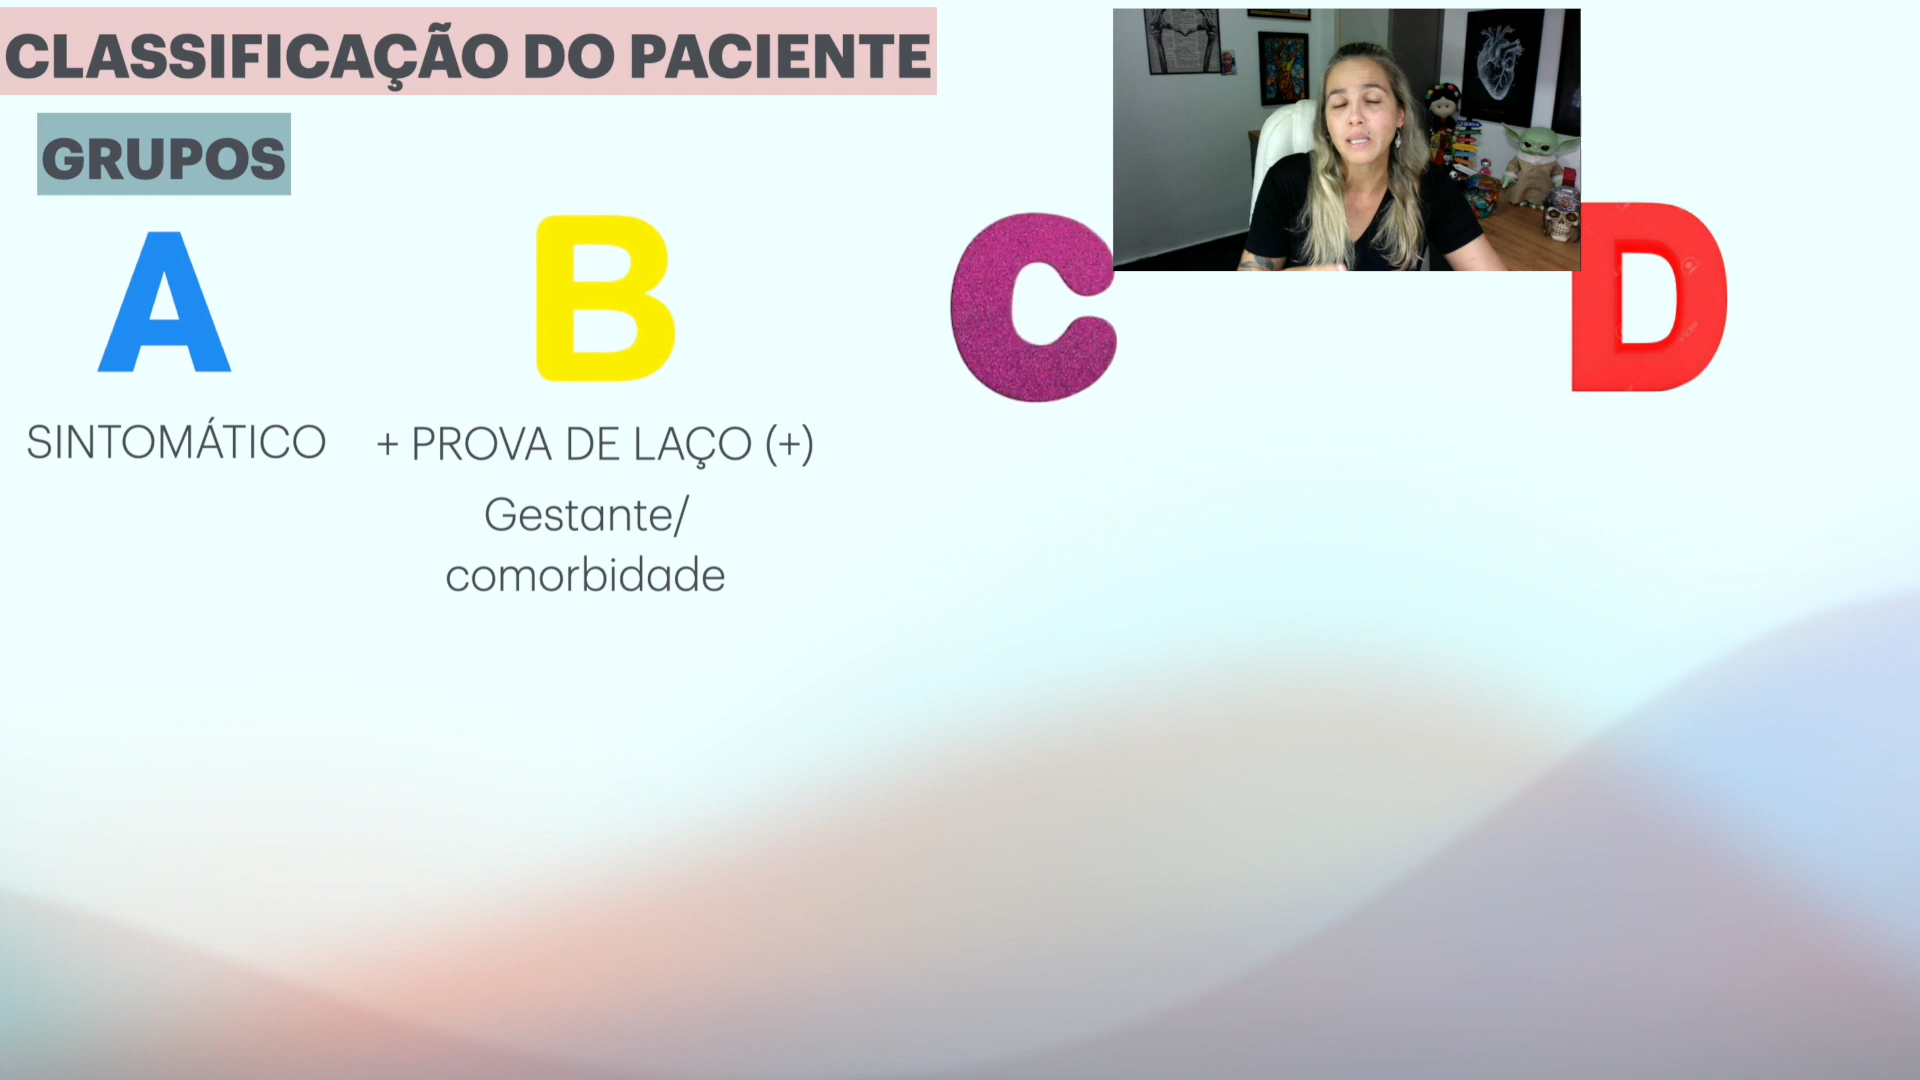 CLASSIFICAÇÃO DO PACIENTE
GRUPOS
A
B
C
D
SINTOMÁTICO
+ PROVA DE LAÇO (+)
Gestante/
comorbidade